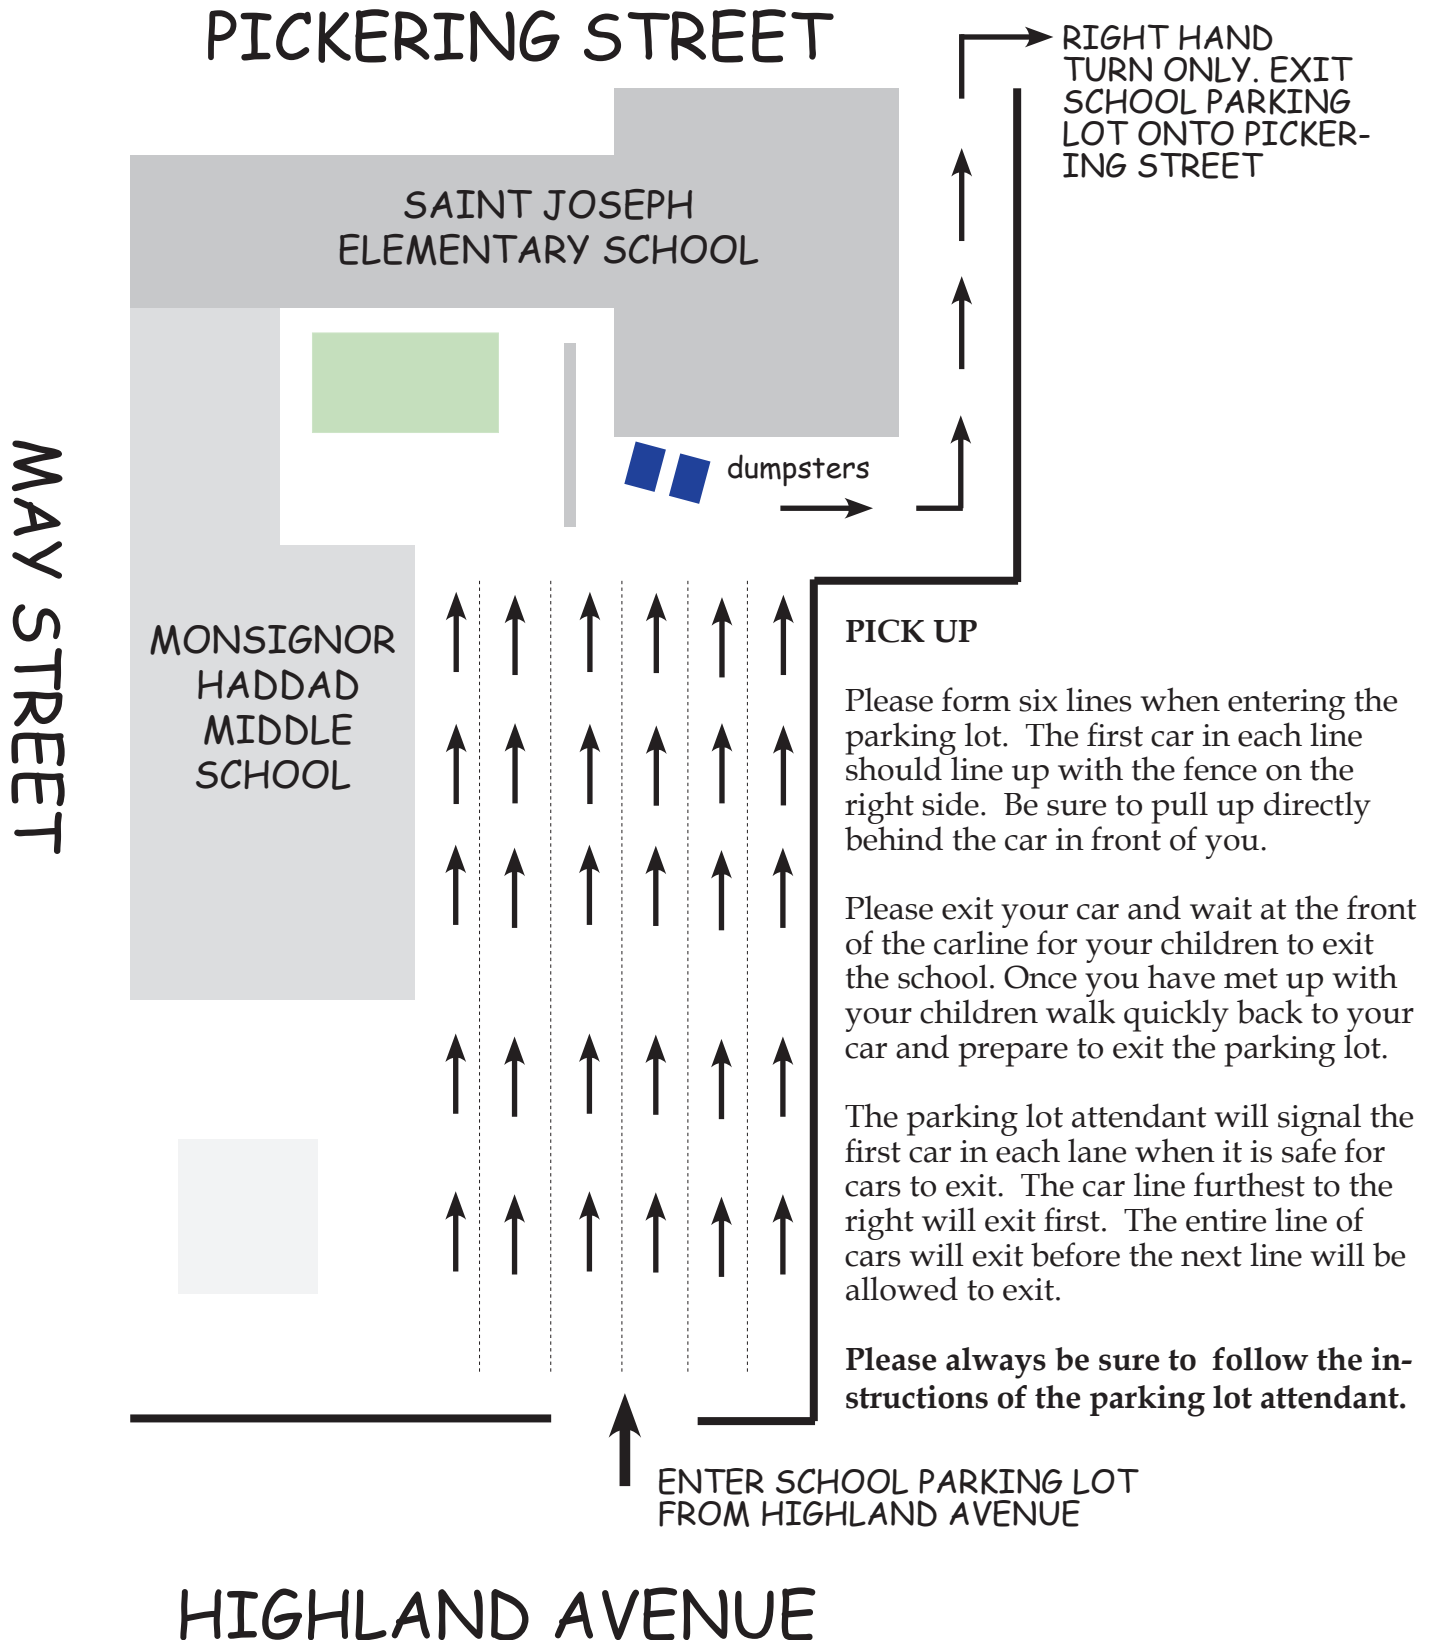 PICKERING STREET
RIGHT HAND
TURN ONLY. EXIT
SCHOOL PARKING
LOT ONTO PICKER-
ING STREET
SAINT JOSEPH
ELEMENTARY SCHOOL
dumpsters
MAY STREET
MONSIGNOR
HADDAD
MIDDLE
SCHOOL
PICK UP
Please form six lines when entering the
parking lot.  The first car in each line
should line up with the fence on the
right side.  Be sure to pull up directly
behind the car in front of you.
Please exit your car and wait at the front
of the carline for your children to exit
the school. Once you have met up with
your children walk quickly back to your
car and prepare to exit the parking lot.
The parking lot attendant will signal the
first car in each lane when it is safe for
cars to exit.  The car line furthest to the
right will exit first.  The entire line of
cars will exit before the next line will be
allowed to exit.
Please always be sure to  follow the in-
structions of the parking lot attendant.
ENTER SCHOOL PARKING LOT
FROM HIGHLAND AVENUE
HIGHLAND AVENUE